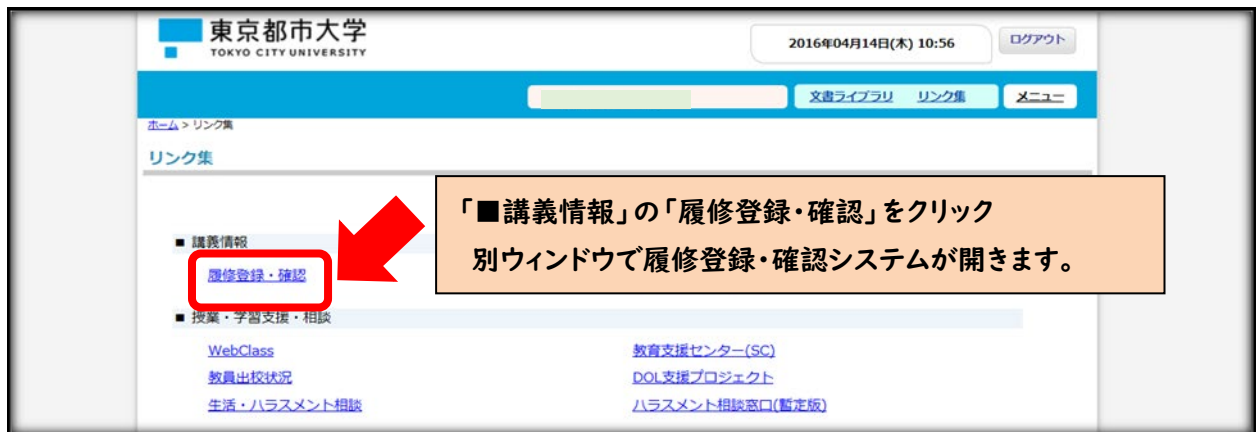 東京都市大学
TOKYO CITY UNIVERSITY
2016年04月14日(木) 10:56
ログアウト
文書ライブラリ リンク集 メニュー
ホーム > リンク集
リンク集
「■講義情報」の「履修登録・確認」をクリック
別ウィンドウで履修登録・確認システムが開きます。
■ 講義情報
履修登録・確認
■ 授業・学習支援・相談
WebClass 教育支援センター(SC)
教員出校状況 DOL支援プロジェクト
生活・ハラスメント相談 ハラスメント相談窓口(暫定版)